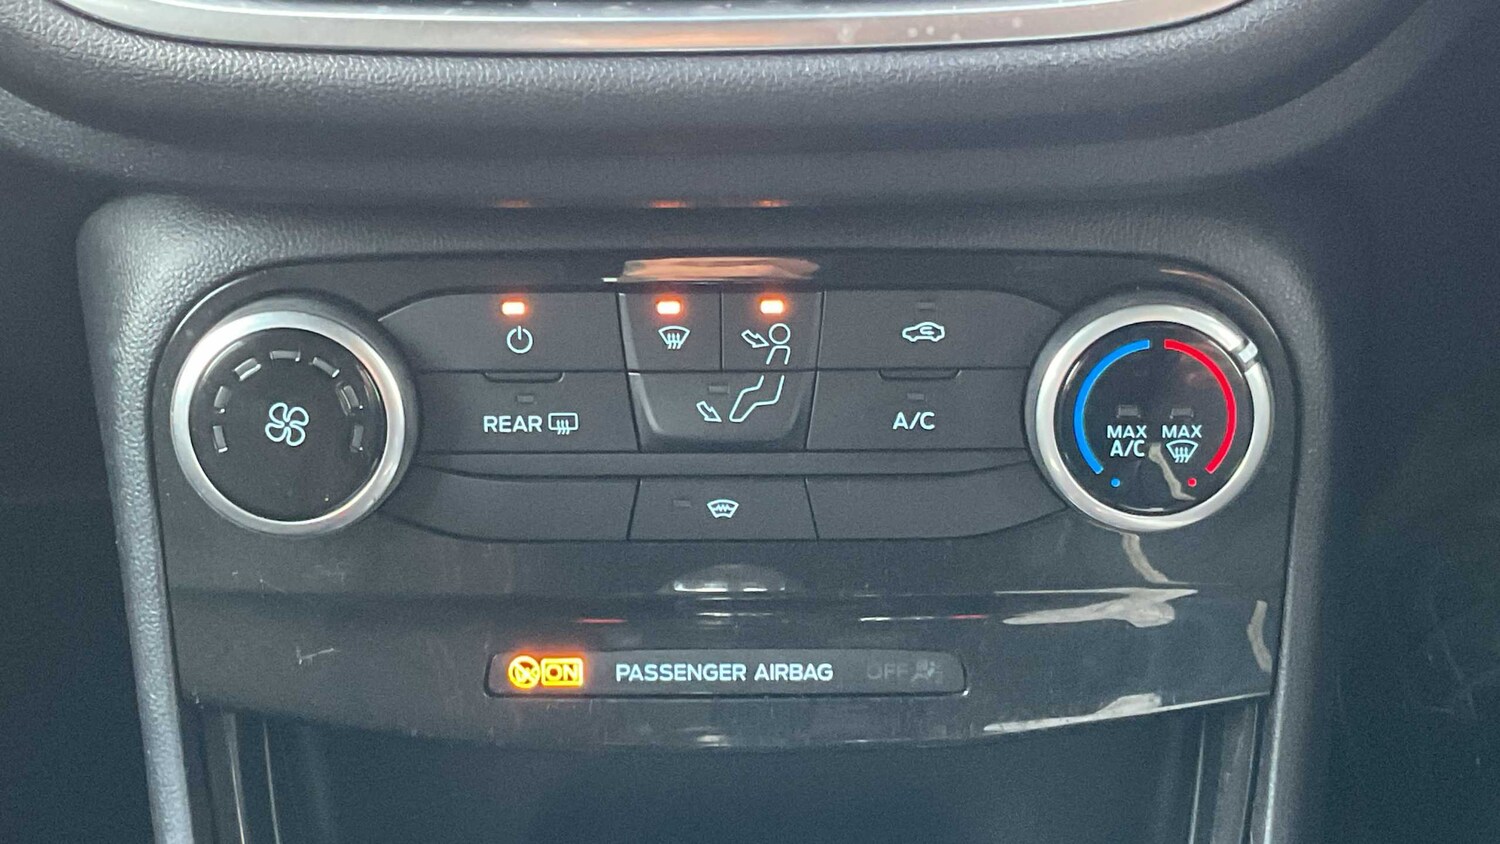 REAR
A/C
MAX
A/C
MAX
ON PASSENGER AIRBAG OFF